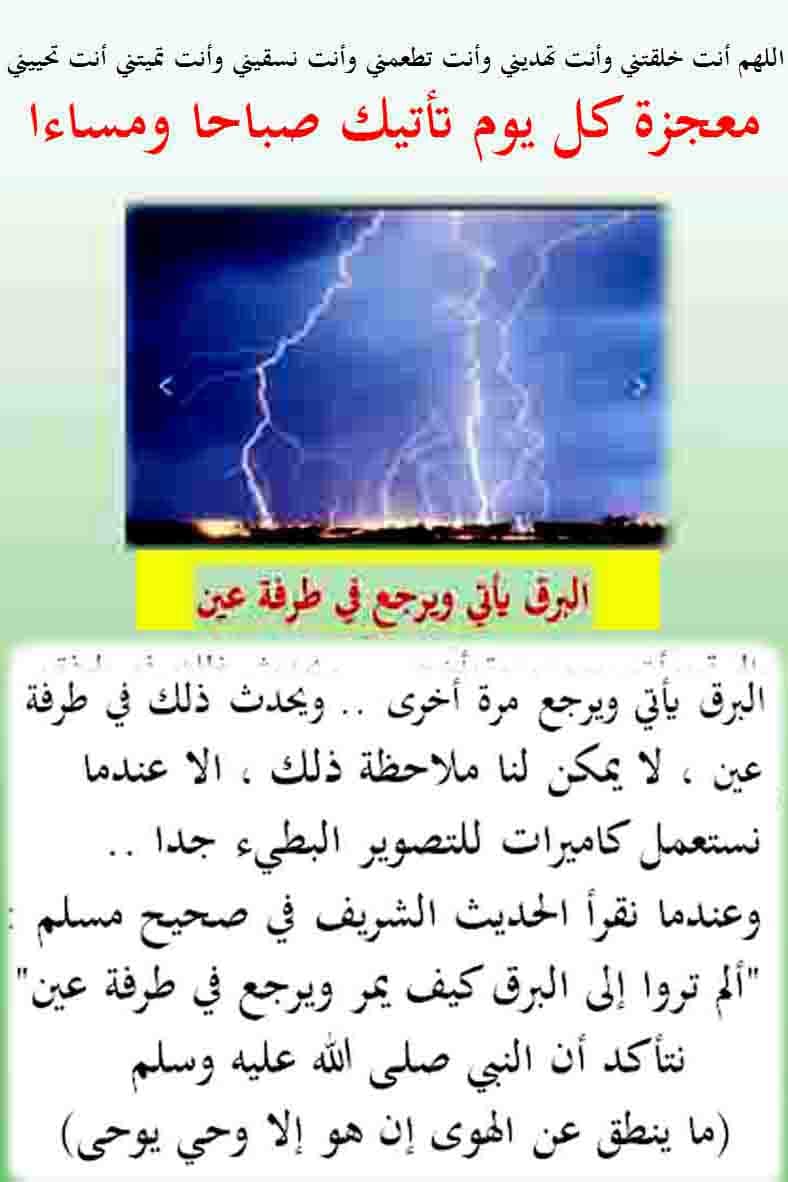 اللهم أنت خلقتني وأنت تهديني وأنت تطعمني وأنت نسقيني وأنت تميتني أنت تحييني
معجزة كل يوم تأتيك صباحا ومساءا
البرق يأتي ويرجع في طرفة عين
البرق يأتي ويرجع مرة أخرى .. ويحدث ذلك في طرفة
عين ، لا يمكن لنا ملاحظة ذلك ، الا عندما
نستعمل كاميرات للتصوير البطيء جدا ..
وعندما نقرأ الحديث الشريف في صحيح مسلم :
"ألم تروا إلى البرق كيف يمر ويرجع في طرفة عين"
نتأكد أن النبي صلى الله عليه وسلم
(ما ينطق عن الهوى إن هو إلا وحي يوحى)